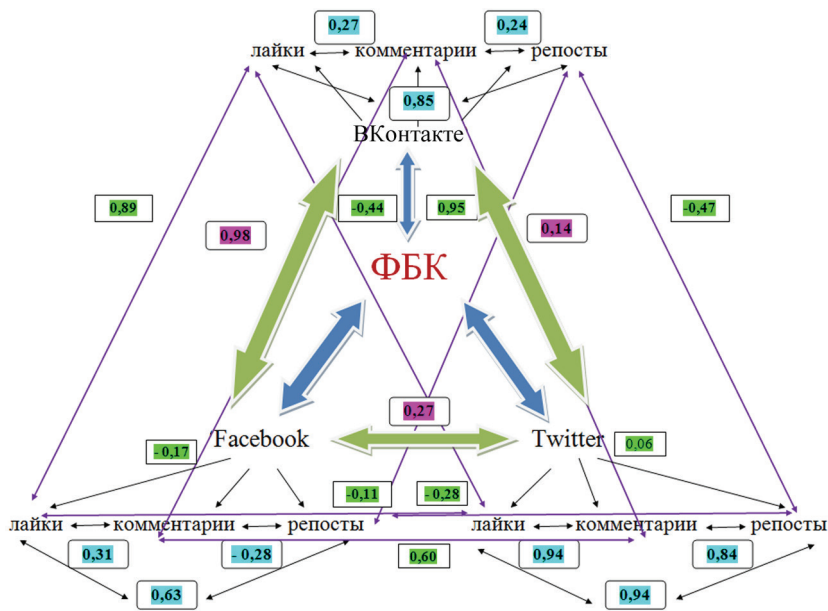 0,27 0,24
лайки комментарии репосты
0,85
ВКонтакте
0,89 -0,44 0,95 -0,47
0,98 0,14
ФБК
0,27
Facebook Twitter 0,06
- 0,17
-0,11 - 0,28
лайки комментарии репосты лайки комментарии репосты
0,31 - 0,28 0,60 0,94 0,84
0,63 0,94